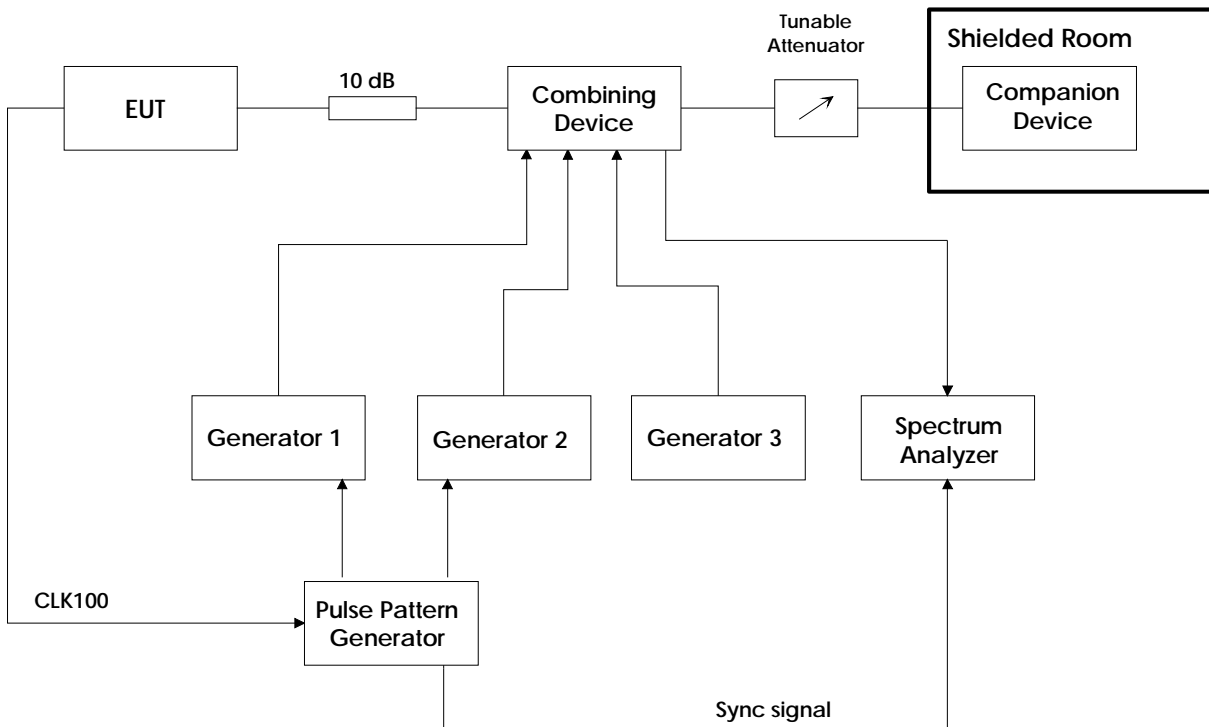 Tunable
Attenuator
Shielded Room
EUT
10 dB
Combining
Device
Companion
Device
Generator 1
Generator 2
Generator 3
Spectrum
Analyzer
CLK100
Pulse Pattern
Generator
Sync signal